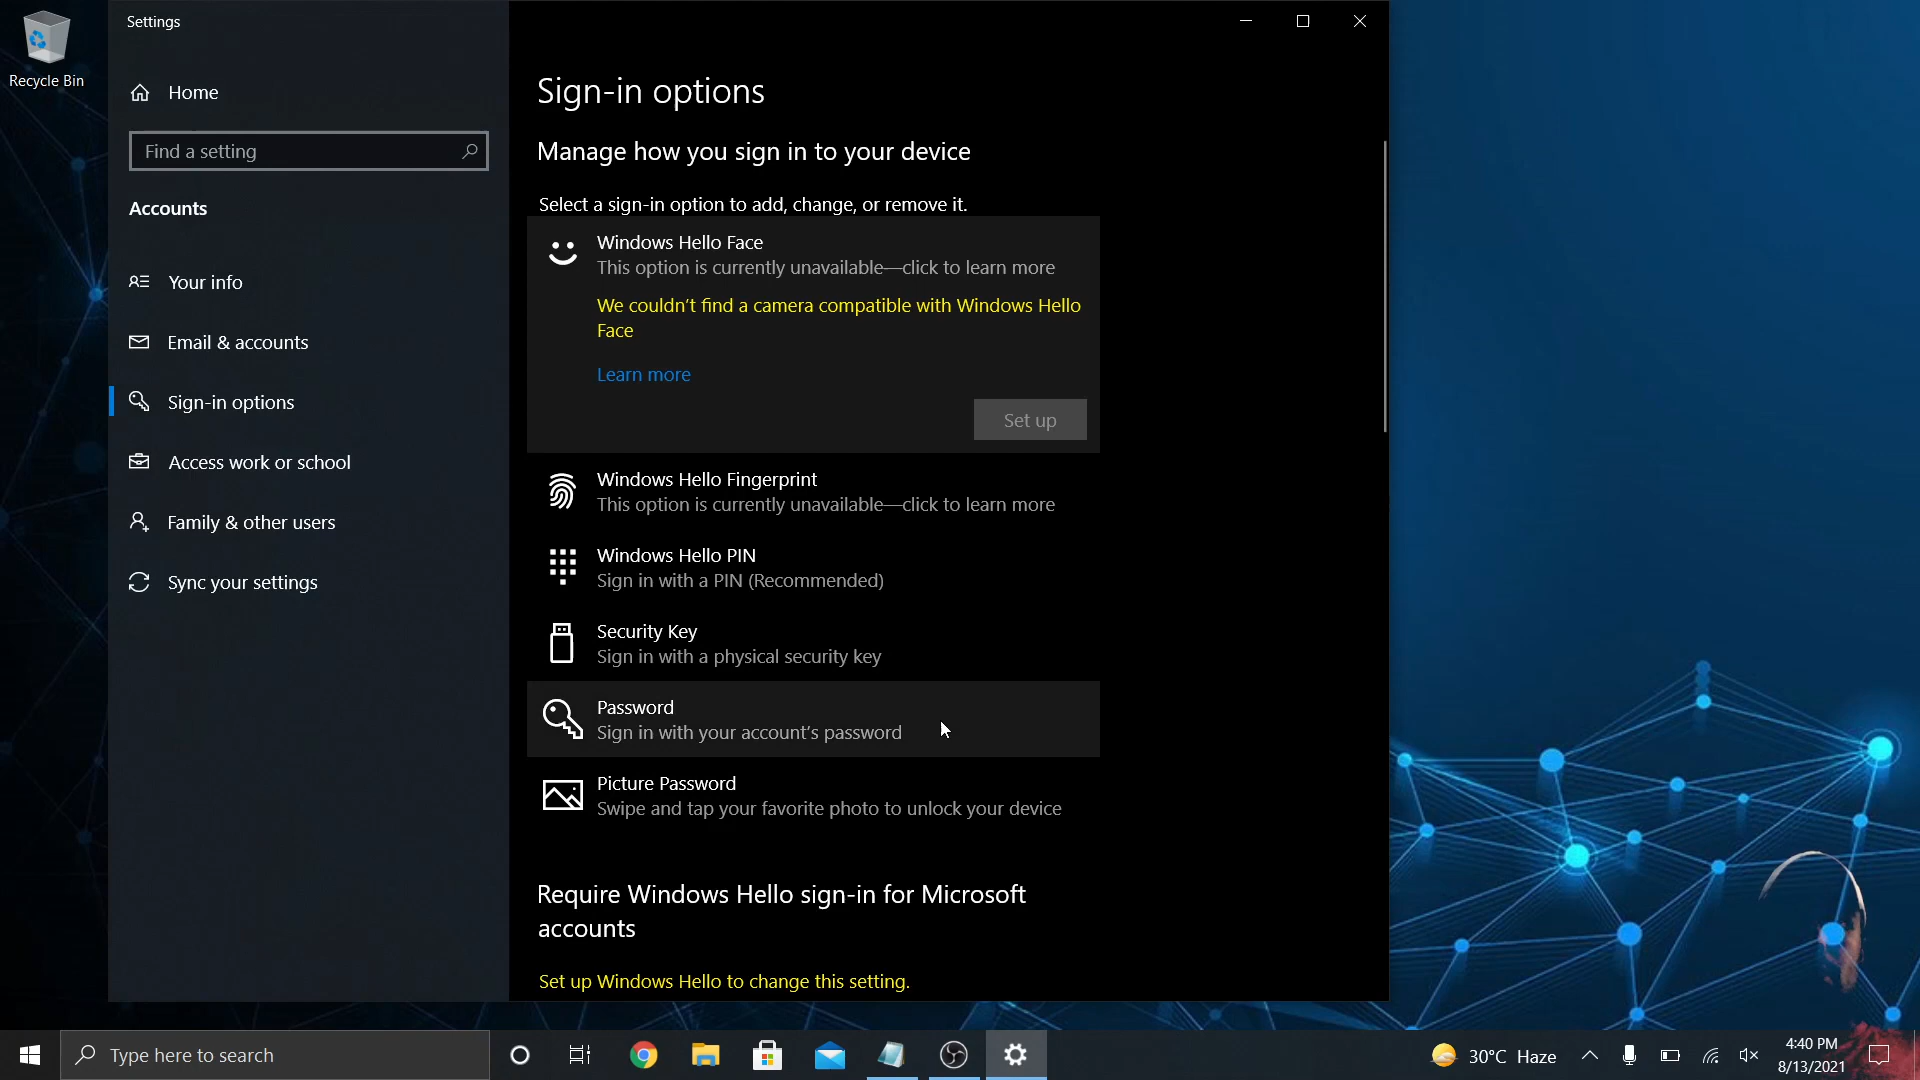 Settings
Recycle Bin
Home
Find a setting
Accounts
Your info
Email & accounts
Sign-in options
Access work or school
Family & other users
Sync your settings
Sign-in options
Manage how you sign in to your device
Select a sign-in option to add, change, or remove it.
Windows Hello Face
This option is currently unavailable—click to learn more
We couldn't find a camera compatible with Windows Hello
Face
Learn more
Set up
Windows Hello Fingerprint
This option is currently unavailable—click to learn more
Windows Hello PIN
Sign in with a PIN (Recommended)
Security Key
Sign in with a physical security key
Password
Sign in with your account's password
Picture Password
Swipe and tap your favorite photo to unlock your device
Require Windows Hello sign-in for Microsoft
accounts
Set up Windows Hello to change this setting.
Type here to search
30°C Haze
4:40 PM
8/13/2021